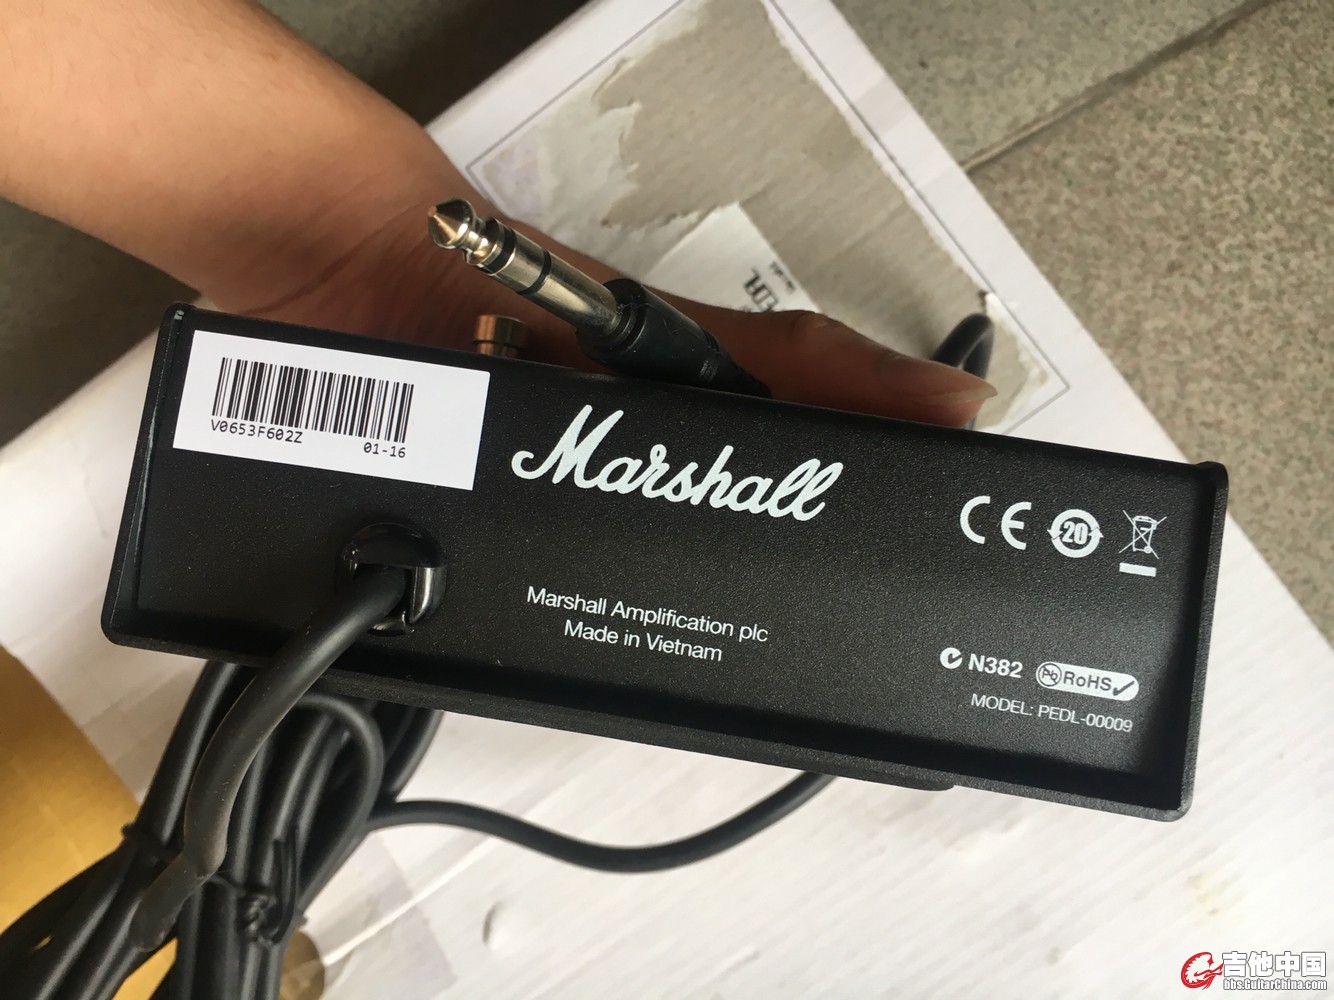 V0653F602Z
01-16
Marshall
Marshall Amplification plc
Made in Vietnam
CE
20
N382
Pb RoHS
MODEL: PEDL-00009
吉他中国
bbs.GuitarChina.com